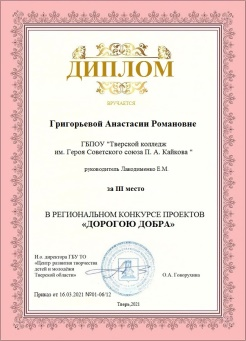 ДИПЛОМ
ВРУЧАЕТСЯ
Григорьевой Анастасии Романовне
ГБПОУ "Тверской колледж
им. Героя Советского союза П. А. Кайкова "
руководитель Лакодименко Е.М.
за III место
В РЕГИОНАЛЬНОМ КОНКУРСЕ ПРОЕКТОВ
«ДОРОГОЮ ДОБРА»
И.о. директора ГБУ ТО
«Центр развития творчества
детей и молодёжи
Тверской области»
О.А. Говорухина
Приказ от 16.03.2021 №01-06/12
Тверь, 2021